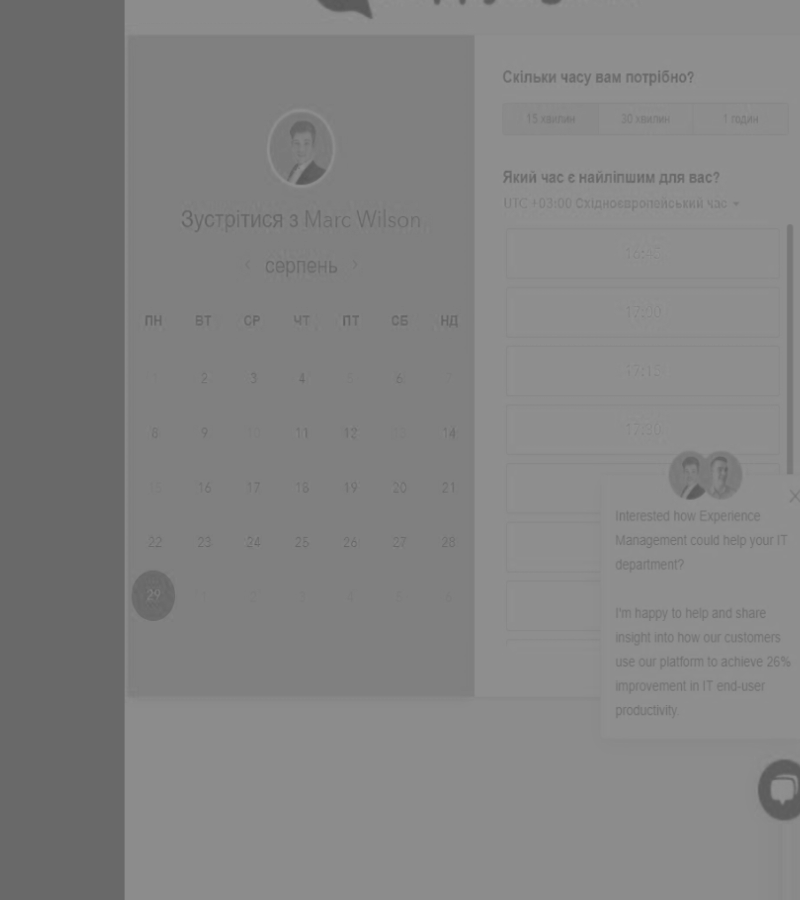 Зустрітися з Marc Wilson
серпень
ПН ВТ СР ЧТ ПТ СБ НД
1 2 3 4 5 6 7
8 9 10 11 12 13 14
15 16 17 18 19 20 21
22 23 24 25 26 27 28
29 1 2 3 4 5 6
Скільки часу вам потрібно?
15 хвилин 30 хвилин 1 годин
Який час є найліпшим для вас?
UTC +03:00 Східноєвропейський час
16:45
17:00
17:15
17:30
Interested how Experience
Management could help your IT
department?
I'm happy to help and share
insight into how our customers
use our platform to achieve 26%
improvement in IT end-user
productivity.